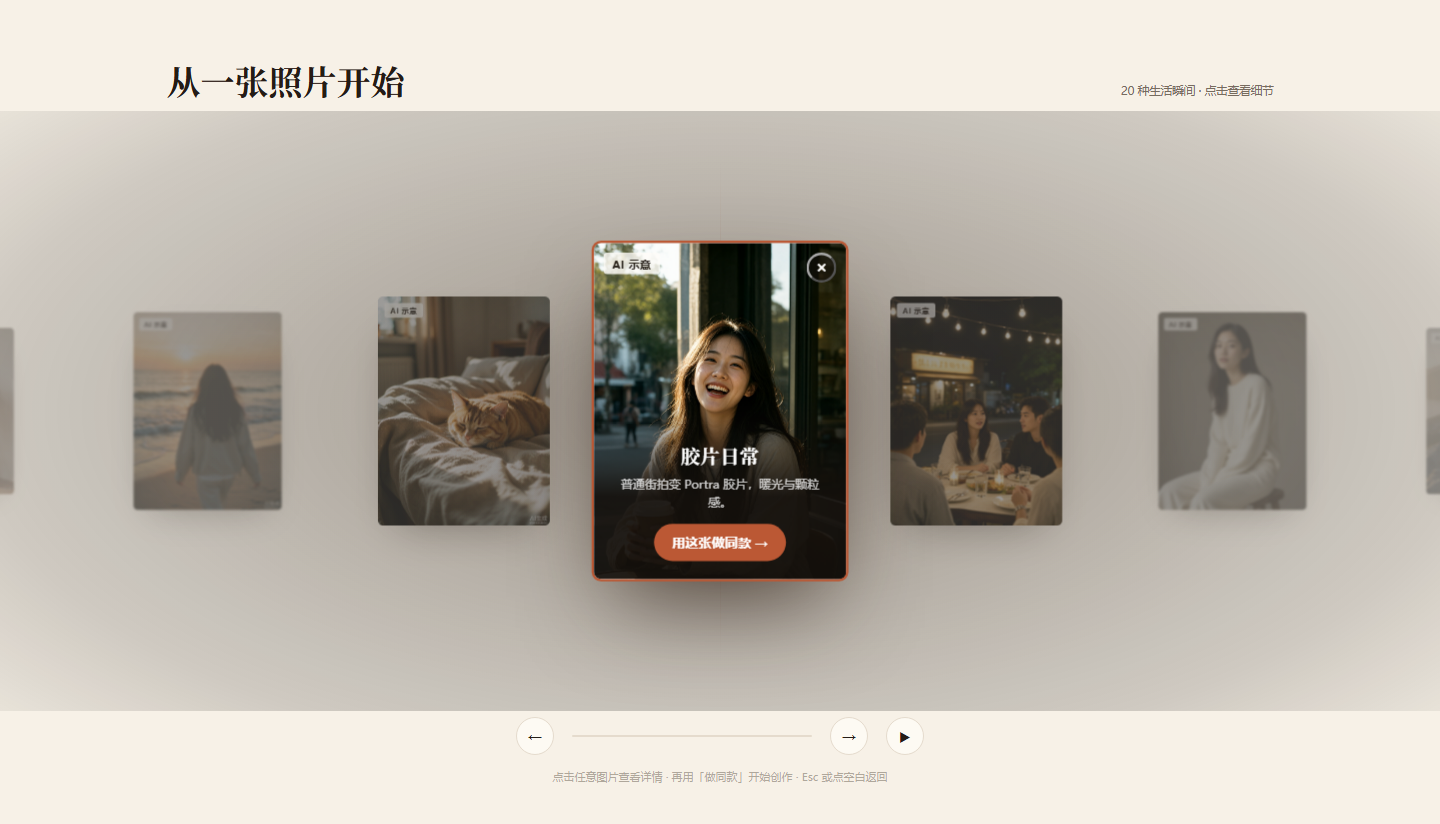 从一张照片开始
20 种生活瞬间 · 点击查看细节
AI 示意
×
AI 示意
AI 示意
AI 示意
AI 示意
胶片日常
普通街拍变 Portra 胶片，暖光与颗粒
感。
用这张做同款 →
← → ▶
点击任意图片查看详情 · 再用「做同款」开始创作 · Esc 或点空白返回